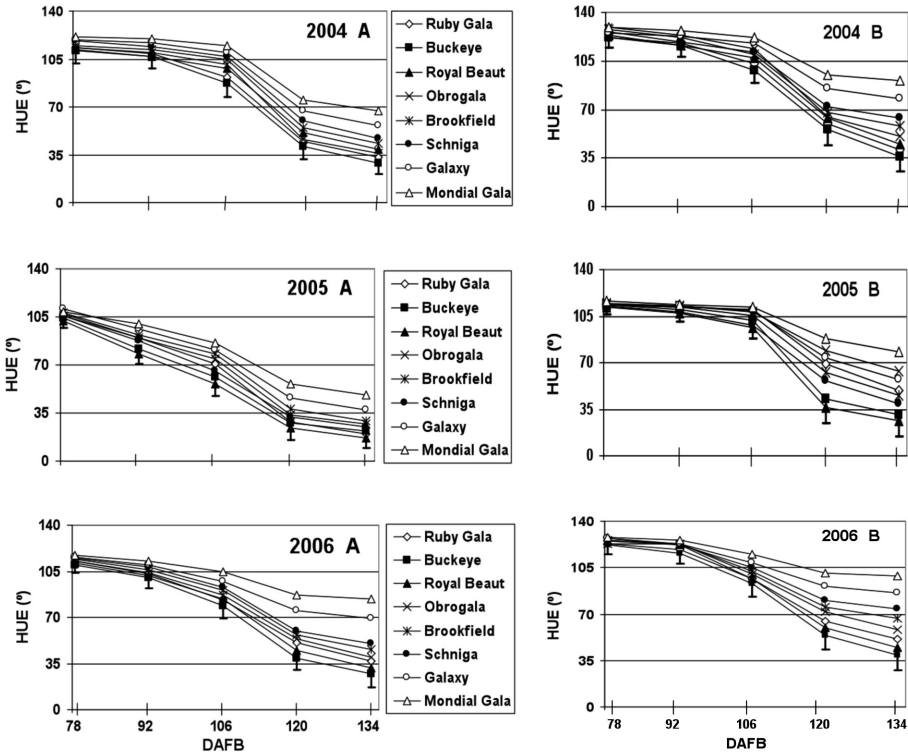 2004 A
HUE (º)
140
105
70
35
0
Ruby Gala
Buckeye
Royal Beaut
Obrogala
Brookfield
Schniga
Galaxy
Mondial Gala
2004 B
HUE (º)
140
105
70
35
0
2005 A
HUE (º)
140
105
70
35
0
Ruby Gala
Buckeye
Royal Beaut
Obrogala
Brookfield
Schniga
Galaxy
Mondial Gala
2005 B
HUE (º)
140
105
70
35
0
2006 A
HUE (º)
140
105
70
35
0
78 92 106 120 134
DAFB
Ruby Gala
Buckeye
Royal Beaut
Obrogala
Brookfield
Schniga
Galaxy
Mondial Gala
2006 B
HUE (º)
140
105
70
35
0
78 92 106 120 134
DAFB